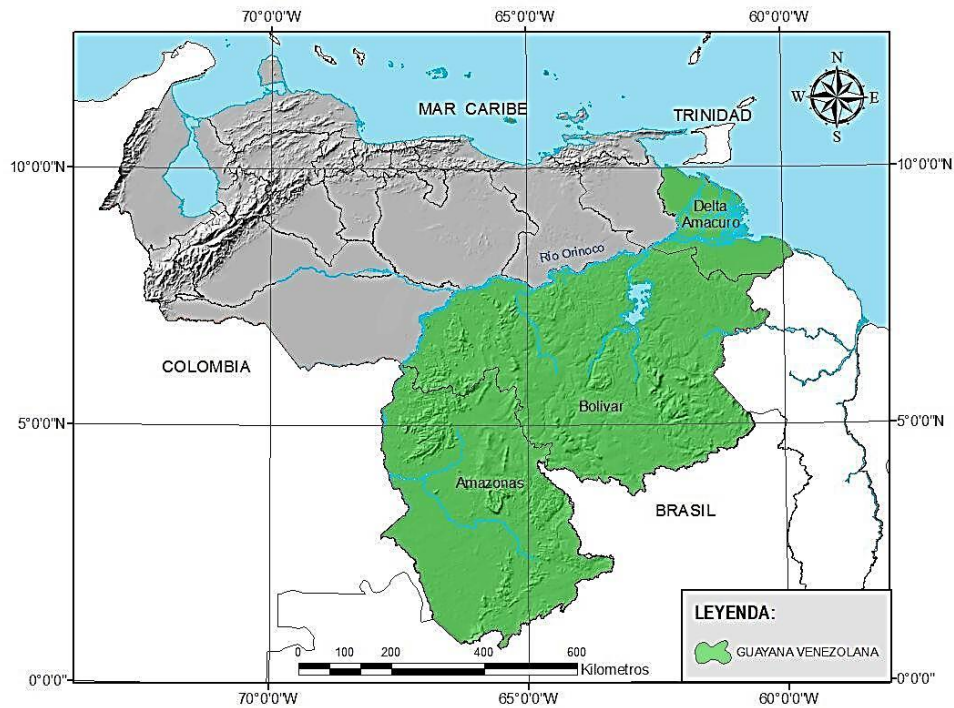 70°0'0"W 65°0'0"W 60°0'0"W
N
W E
S
MAR CARIBE
TRINIDAD
10°0'0"N 10°0'0"N
Delta
Amacuro
Río Orinoco
COLOMBIA
Bolívar
5°0'0"N 5°0'0"N
Amazonas
BRASIL
LEYENDA:
GUAYANA VENEZOLANA
0 100 200 400 600
Kilometros
0°0'0" 0°0'0"
70°0'0"W 65°0'0"W 60°0'0"W